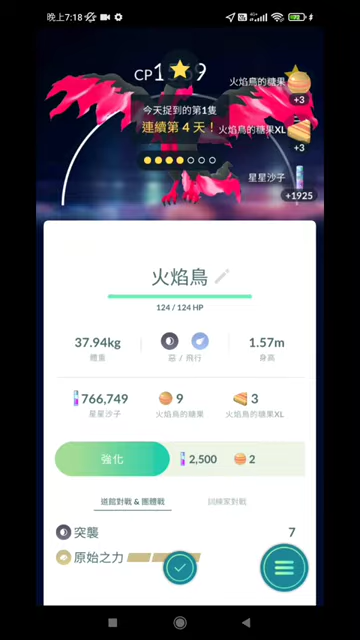 晚上7:18
CP
火焰鳥的糖果
+3
今天捉到的第1隻
連續第 4 天！
火焰鳥的糖果XL
+3
星星沙子
+1925
火焰鳥
124 / 124 HP
37.94kg
體重
惡 / 飛行
1.57m
身高
766,749
星星沙子
9
火焰鳥的糖果
3
火焰鳥的糖果XL
強化
2,500
2
道館對戰 & 團體戰
訓練家對戰
突襲
7
原始之力